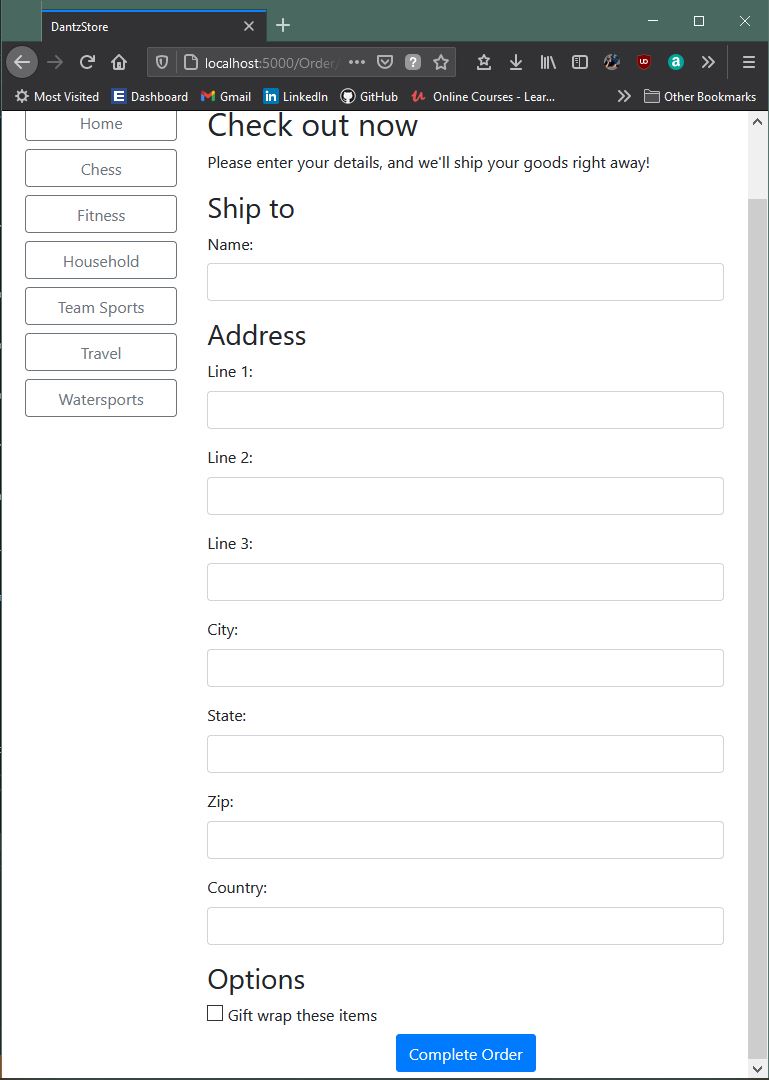 DantzStore
localhost:5000/Order/
Most Visited
Dashboard
Gmail
LinkedIn
GitHub
Online Courses - Lear...
Other Bookmarks
Home
Chess
Fitness
Household
Team Sports
Travel
Watersports
Check out now
Please enter your details, and we'll ship your goods right away!
Ship to
Name:
Address
Line 1:
Line 2:
Line 3:
City:
State:
Zip:
Country:
Options
Gift wrap these items
Complete Order